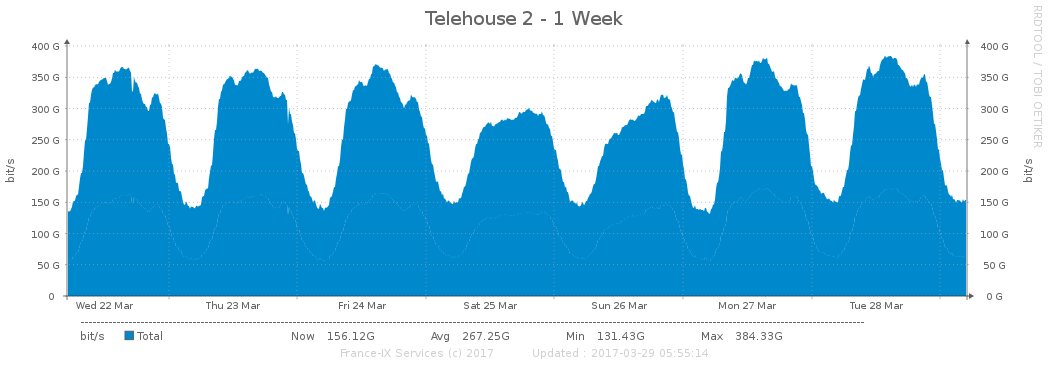 Telehouse 2 - 1 Week
RRDTOOL / TOBI OETIKER
400 G 400 G
350 G 350 G
300 G 300 G
250 G 250 G
200 G 200 G
150 G 150 G
100 G 100 G
50 G 50 G
0 0 G
bit/s bit/s
Wed 22 Mar Thu 23 Mar Fri 24 Mar Sat 25 Mar Sun 26 Mar Mon 27 Mar Tue 28 Mar
bit/s Total Now 156.12G Avg 267.25G Min 131.43G Max 384.33G
France-IX Services (c) 2017 Updated : 2017-03-29 05:55:14